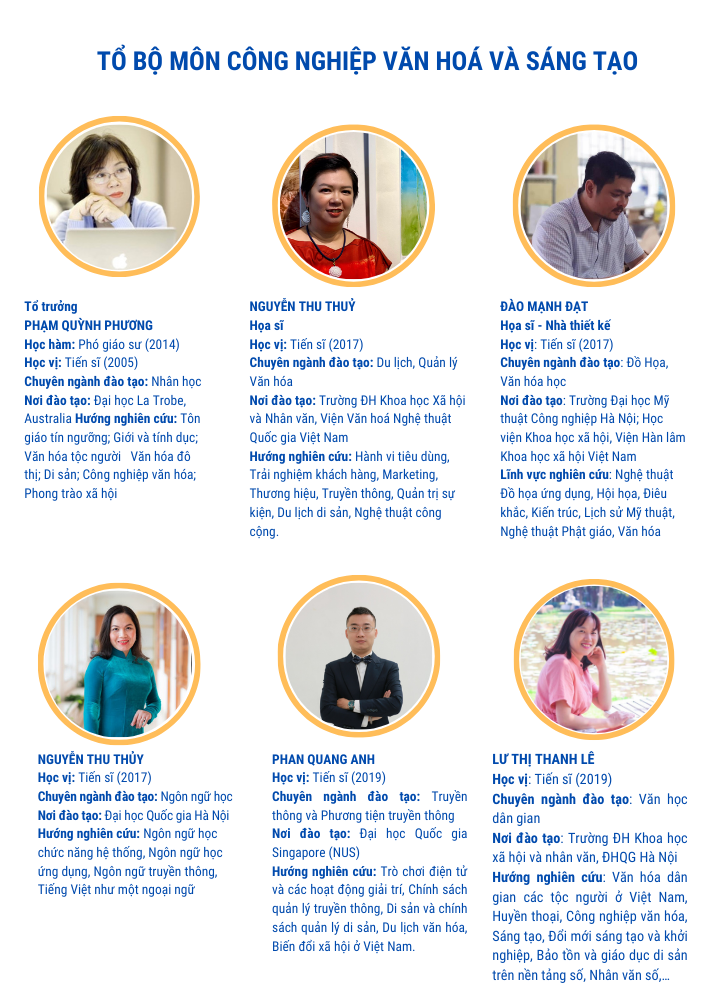 TỔ BỘ MÔN CÔNG NGHIỆP VĂN HOÁ VÀ SÁNG TẠO
Tổ trưởng
PHẠM QUỲNH PHƯƠNG
Học hàm: Phó giáo sư (2014)
Học vị: Tiến sĩ (2005)
Chuyên ngành đào tạo: Nhân học
Nơi đào tạo: Đại học La Trobe,
Australia Hướng nghiên cứu: Tôn
giáo tín ngưỡng; Giới và tính dục;
Văn hóa tộc người Văn hóa đô
thị; Di sản; Công nghiệp văn hóa;
Phong trào xã hội
NGUYỄN THU THUỶ
Họa sĩ
Học vị: Tiến sĩ (2017)
Chuyên ngành đào tạo: Du lịch, Quản lý
Văn hóa
Nơi đào tạo: Trường ĐH Khoa học Xã hội
và Nhân văn, Viện Văn hoá Nghệ thuật
Quốc gia Việt Nam
Hướng nghiên cứu: Hành vi tiêu dùng,
Trải nghiệm khách hàng, Marketing,
Thương hiệu, Truyền thông, Quản trị sự
kiện, Du lịch di sản, Nghệ thuật công
cộng.
ĐÀO MẠNH ĐẠT
Họa sĩ - Nhà thiết kế
Học vị: Tiến sĩ (2017)
Chuyên ngành đào tạo: Đồ Họa,
Văn hóa học
Nơi đào tạo: Trường Đại học Mỹ
thuật Công nghiệp Hà Nội; Học
viện Khoa học xã hội, Viện Hàn lâm
Khoa học xã hội Việt Nam
Lĩnh vực nghiên cứu: Nghệ thuật
Đồ họa ứng dụng, Hội họa, Điêu
khắc, Kiến trúc, Lịch sử Mỹ thuật,
Nghệ thuật Phật giáo, Văn hóa
NGUYỄN THU THỦY
Học vị: Tiến sĩ (2017)
Chuyên ngành đào tạo: Ngôn ngữ học
Nơi đào tạo: Đại học Quốc gia Hà Nội
Hướng nghiên cứu: Ngôn ngữ học
chức năng hệ thống, Ngôn ngữ học
ứng dụng, Ngôn ngữ truyền thông,
Tiếng Việt như một ngoại ngữ
PHAN QUANG ANH
Học vị: Tiến sĩ (2019)
Chuyên ngành đào tạo: Truyền
thông và Phương tiện truyền thông
Nơi đào tạo: Đại học Quốc gia
Singapore (NUS)
Hướng nghiên cứu: Trò chơi điện tử
và các hoạt động giải trí, Chính sách
quản lý truyền thông, Di sản và chính
sách quản lý di sản, Du lịch văn hóa,
Biến đổi xã hội ở Việt Nam.
LƯ THỊ THANH LÊ
Học vị: Tiến sĩ (2019)
Chuyên ngành đào tạo: Văn học
dân gian
Nơi đào tạo: Trường ĐH Khoa học
xã hội và nhân văn, ĐHQG Hà Nội
Hướng nghiên cứu: Văn hóa dân
gian các tộc người ở Việt Nam,
Huyền thoại, Công nghiệp văn hóa,
Sáng tạo, Đổi mới sáng tạo và khởi
nghiệp, Bảo tồn và giáo dục di sản
trên nền tảng số, Nhân văn số,...